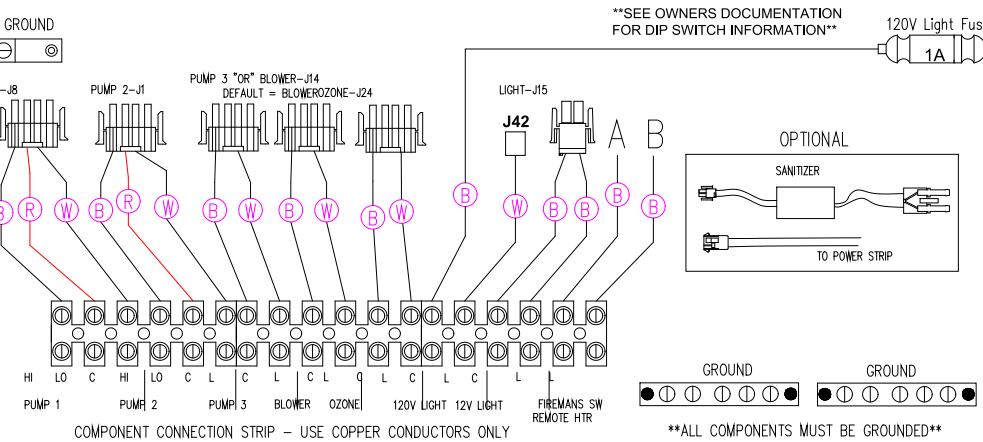 GROUND
**SEE OWNERS DOCUMENTATION
FOR DIP SWITCH INFORMATION**
120V Light Fus
1A
-J8
PUMP 2-J1
PUMP 3 "OR" BLOWER-J14
DEFAULT = BLOWEROZONE-J24
LIGHT-J15
J42
A B
OPTIONAL
SANITIZER
TO POWER STRIP
B R W B R W B W B W B W B W B B B B
HI LO C HI LO C L C L C L C L C L C L L
PUMP 1 PUMP 2 PUMP 3 BLOWER OZONE 120V LIGHT 12V LIGHT FIREMANS SW
REMOTE HTR
COMPONENT CONNECTION STRIP - USE COPPER CONDUCTORS ONLY
GROUND GROUND
**ALL COMPONENTS MUST BE GROUNDED**